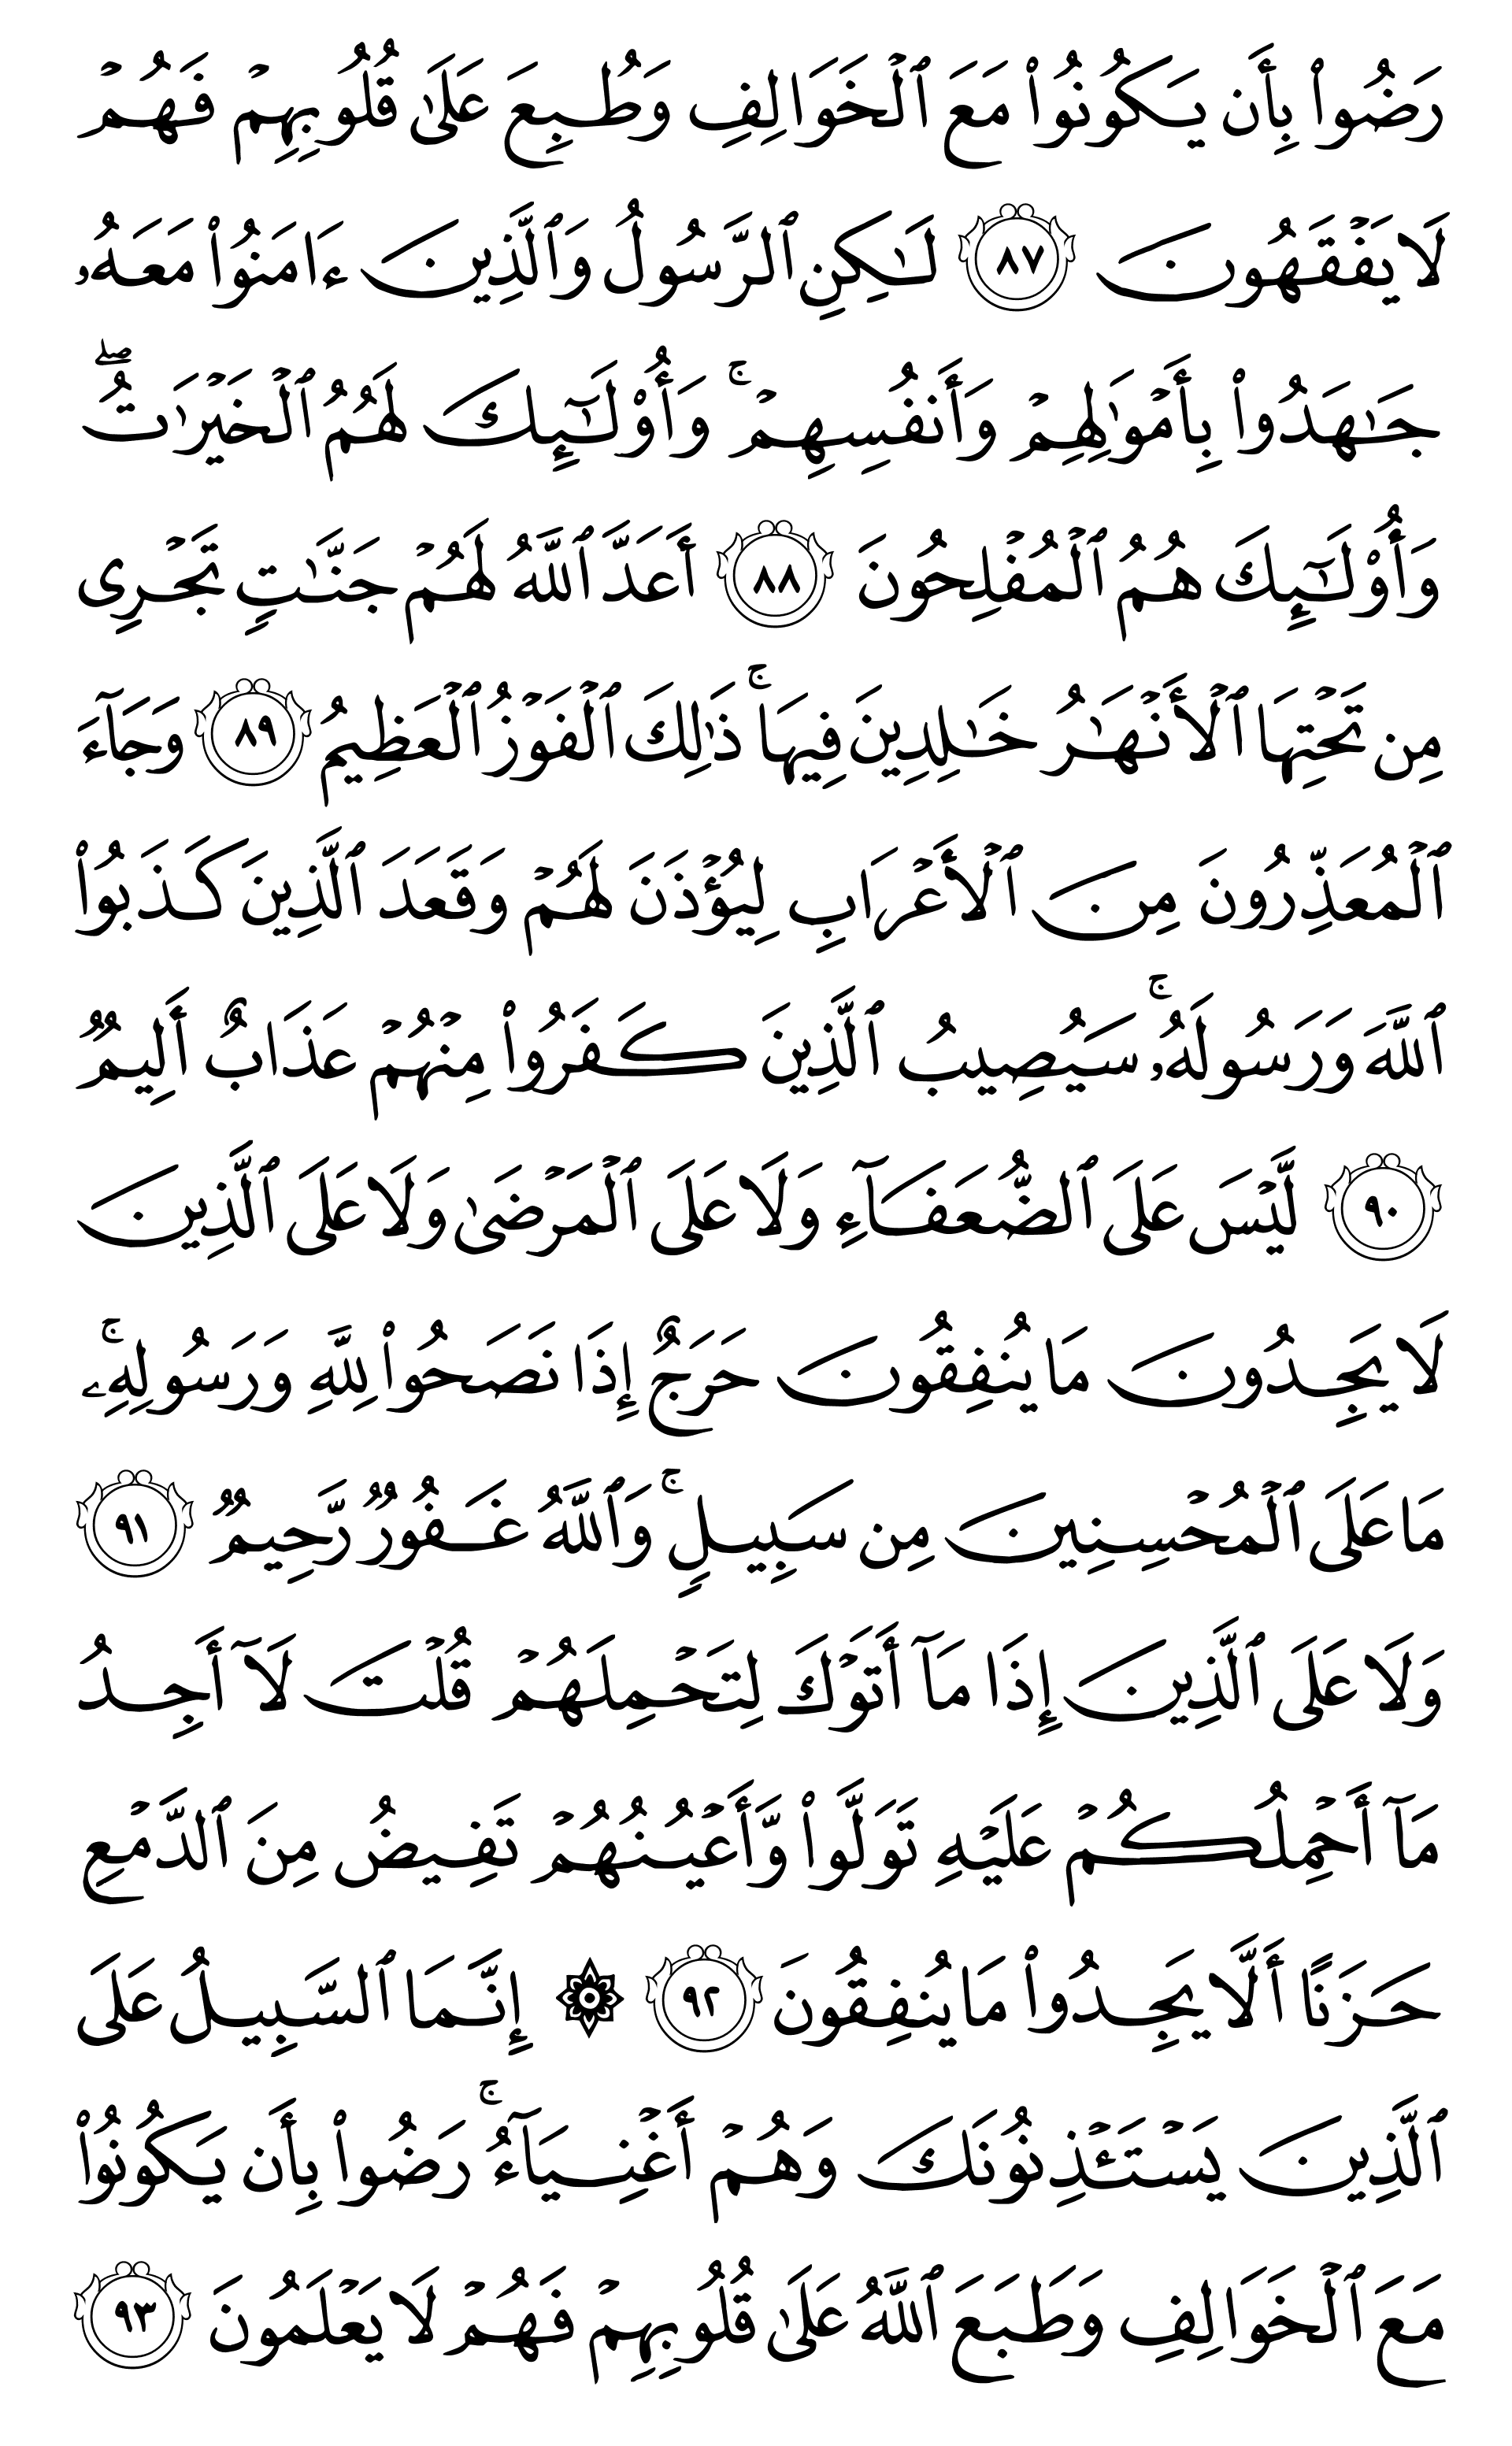 رَضُوا۟ بِأَن يَكُونُوا۟ مَعَ ٱلْخَوَالِفِ وَطُبِعَ عَلَىٰ قُلُوبِهِمْ فَهُمْ
لَا يَفْقَهُونَ ٨٧ لَـٰكِنِ ٱلرَّسُولُ وَٱلَّذِينَ ءَامَنُوا۟ مَعَهُۥ
جَـٰهَدُوا۟ بِأَمْوَٰلِهِمْ وَأَنفُسِهِمْ ۚ وَأُو۟لَـٰٓئِكَ لَهُمُ ٱلْخَيْرَٰتُ ۖ
وَأُو۟لَـٰٓئِكَ هُمُ ٱلْمُفْلِحُونَ ٨٨ أَعَدَّ ٱللَّهُ لَهُمْ جَنَّـٰتٍ تَجْرِى
مِن تَحْتِهَا ٱلْأَنْهَـٰرُ خَـٰلِدِينَ فِيهَا ۚ ذَٰلِكَ ٱلْفَوْزُ ٱلْعَظِيمُ ٨٩ وَجَآءَ
ٱلْمُعَذِّرُونَ مِنَ ٱلْأَعْرَابِ لِيُؤْذَنَ لَهُمْ وَقَعَدَ ٱلَّذِينَ كَذَبُوا۟
ٱللَّهَ وَرَسُولَهُۥ ۚ سَيُصِيبُ ٱلَّذِينَ كَفَرُوا۟ مِنْهُمْ عَذَابٌ أَلِيمٌ
٩٠ لَّيْسَ عَلَى ٱلضُّعَفَآءِ وَلَا عَلَى ٱلْمَرْضَىٰ وَلَا عَلَى ٱلَّذِينَ
لَا يَجِدُونَ مَا يُنفِقُونَ حَرَجٌ إِذَا نَصَحُوا۟ لِلَّهِ وَرَسُولِهِۦ ۚ
مَا عَلَى ٱلْمُحْسِنِينَ مِن سَبِيلٍ ۚ وَٱللَّهُ غَفُورٌ رَّحِيمٌ ٩١
وَلَا عَلَى ٱلَّذِينَ إِذَا مَآ أَتَوْكَ لِتَحْمِلَهُمْ قُلْتَ لَآ أَجِدُ
مَآ أَحْمِلُكُمْ عَلَيْهِ تَوَلَّوا۟ وَّأَعْيُنُهُمْ تَفِيضُ مِنَ ٱلدَّمْعِ
حَزَنًا أَلَّا يَجِدُوا۟ مَا يُنفِقُونَ ٩٢ ۞ إِنَّمَا ٱلسَّبِيلُ عَلَى
ٱلَّذِينَ يَسْتَـْٔذِنُونَكَ وَهُمْ أَغْنِيَآءُ ۚ رَضُوا۟ بِأَن يَكُونُوا۟
مَعَ ٱلْخَوَالِفِ وَطَبَعَ ٱللَّهُ عَلَىٰ قُلُوبِهِمْ فَهُمْ لَا يَعْلَمُونَ ٩٣